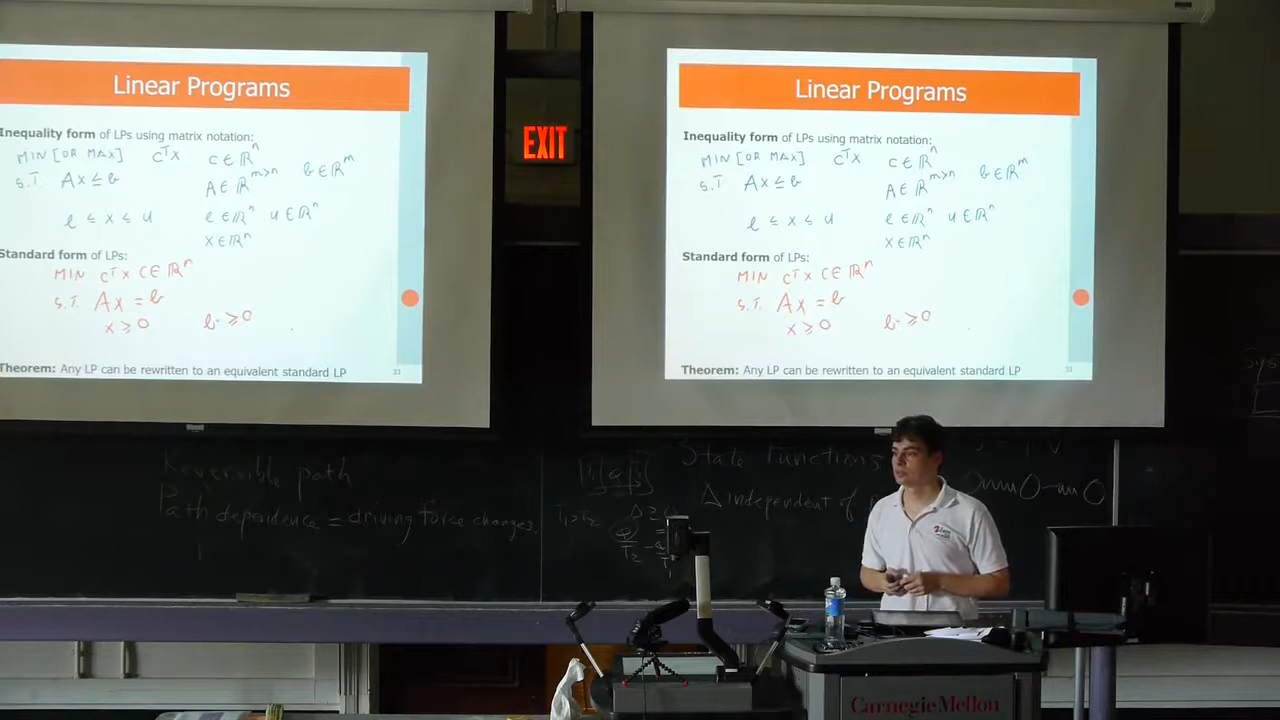 Linear Programs
Inequality form of LPs using matrix notation:
MIN [OR MAX] cᵀx c ∈ ℝⁿ
S.T. Ax ≤ b A ∈ ℝᵐˣⁿ b ∈ ℝᵐ
ℓ ≤ x ≤ u ℓ ∈ ℝⁿ u ∈ ℝⁿ
x ∈ ℝⁿ
Standard form of LPs:
MIN cᵀx c ∈ ℝⁿ
S.T. Ax = b
x ≥ 0 b ≥ 0
Theorem: Any LP can be rewritten to an equivalent standard LP
33
EXIT
Linear Programs
Inequality form of LPs using matrix notation:
MIN [OR MAX] cᵀx c ∈ ℝⁿ
S.T. Ax ≤ b A ∈ ℝᵐˣⁿ b ∈ ℝᵐ
ℓ ≤ x ≤ u ℓ ∈ ℝⁿ u ∈ ℝⁿ
x ∈ ℝⁿ
Standard form of LPs:
MIN cᵀx c ∈ ℝⁿ
S.T. Ax = b
x ≥ 0 b ≥ 0
Theorem: Any LP can be rewritten to an equivalent standard LP
33
Reversible path
Path dependence = driving force changes.
T₁ > T₂
State Functions
Δ independent of
Carnegie Mellon